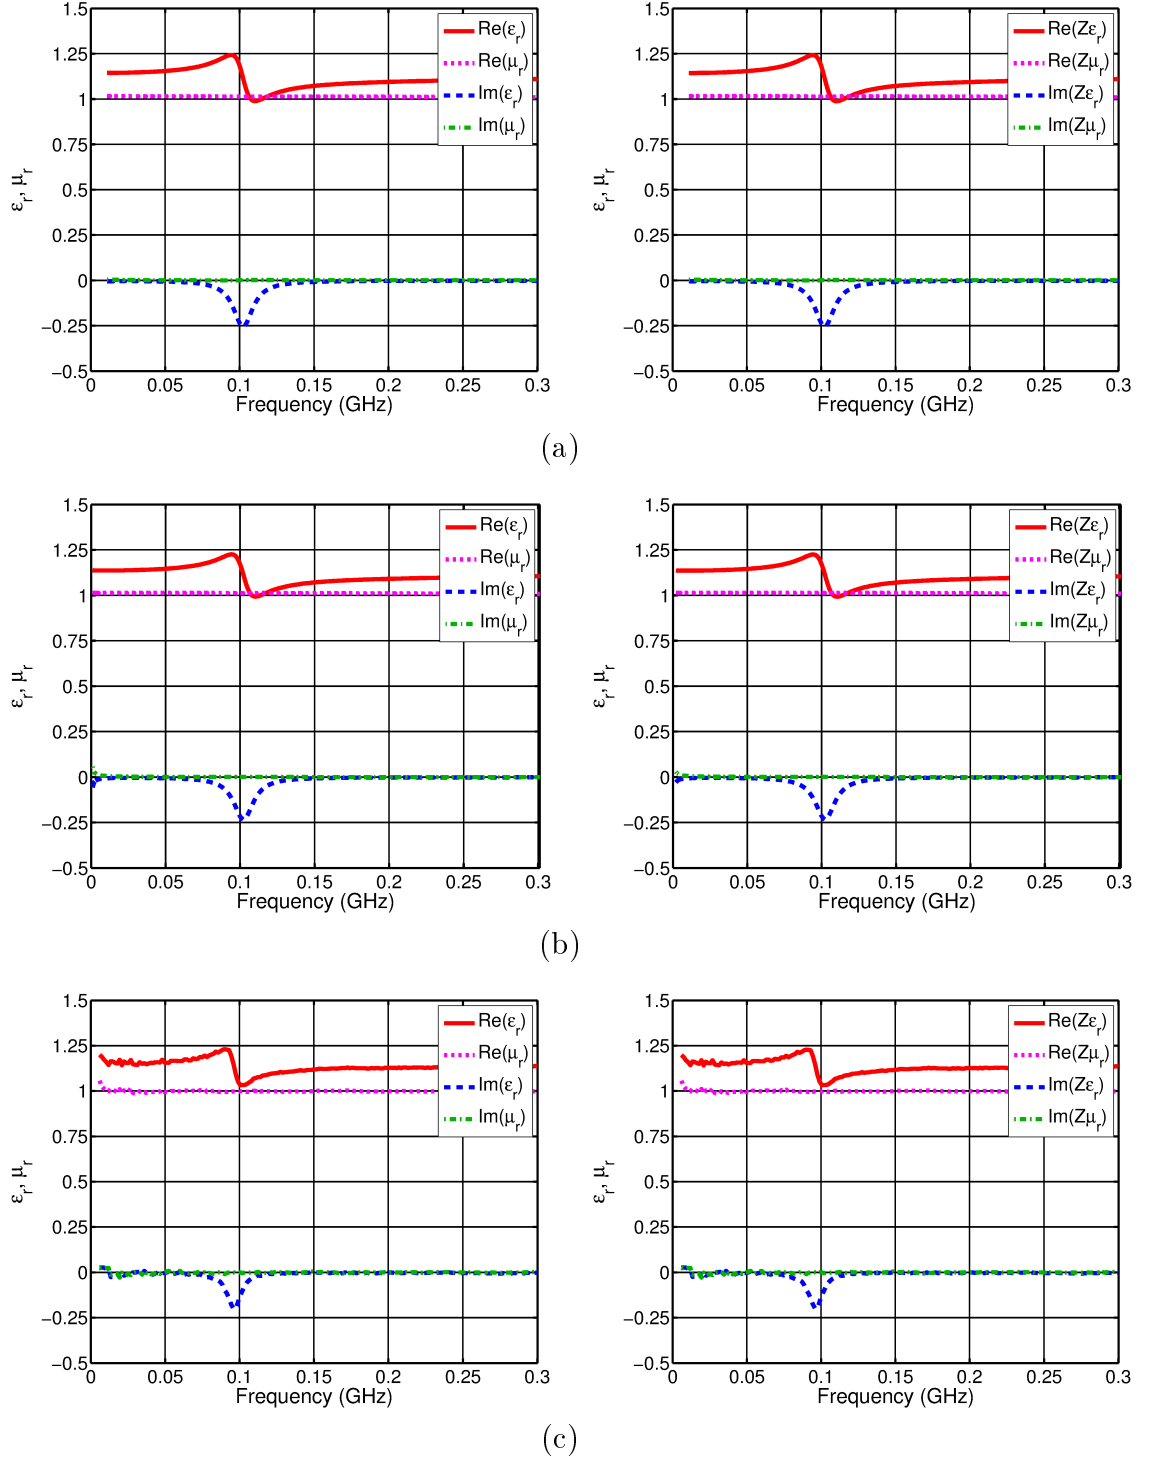 1.5
1.25
1
0.75
0.5
0.25
0
−0.25
−0.5
0 0.05 0.1 0.15 0.2 0.25 0.3
Frequency (GHz)
εr, μr
Re(εr)
Re(μr)
Im(εr)
Im(μr)
1.5
1.25
1
0.75
0.5
0.25
0
−0.25
−0.5
0 0.05 0.1 0.15 0.2 0.25 0.3
Frequency (GHz)
εr, μr
Re(Zεr)
Re(Zμr)
Im(Zεr)
Im(Zμr)
(a)
1.5
1.25
1
0.75
0.5
0.25
0
−0.25
−0.5
0 0.05 0.1 0.15 0.2 0.25 0.3
Frequency (GHz)
εr, μr
Re(εr)
Re(μr)
Im(εr)
Im(μr)
1.5
1.25
1
0.75
0.5
0.25
0
−0.25
−0.5
0 0.05 0.1 0.15 0.2 0.25 0.3
Frequency (GHz)
εr, μr
Re(Zεr)
Re(Zμr)
Im(Zεr)
Im(Zμr)
(b)
1.5
1.25
1
0.75
0.5
0.25
0
−0.25
−0.5
0 0.05 0.1 0.15 0.2 0.25 0.3
Frequency (GHz)
εr, μr
Re(εr)
Re(μr)
Im(εr)
Im(μr)
1.5
1.25
1
0.75
0.5
0.25
0
−0.25
−0.5
0 0.05 0.1 0.15 0.2 0.25 0.3
Frequency (GHz)
εr, μr
Re(Zεr)
Re(Zμr)
Im(Zεr)
Im(Zμr)
(c)